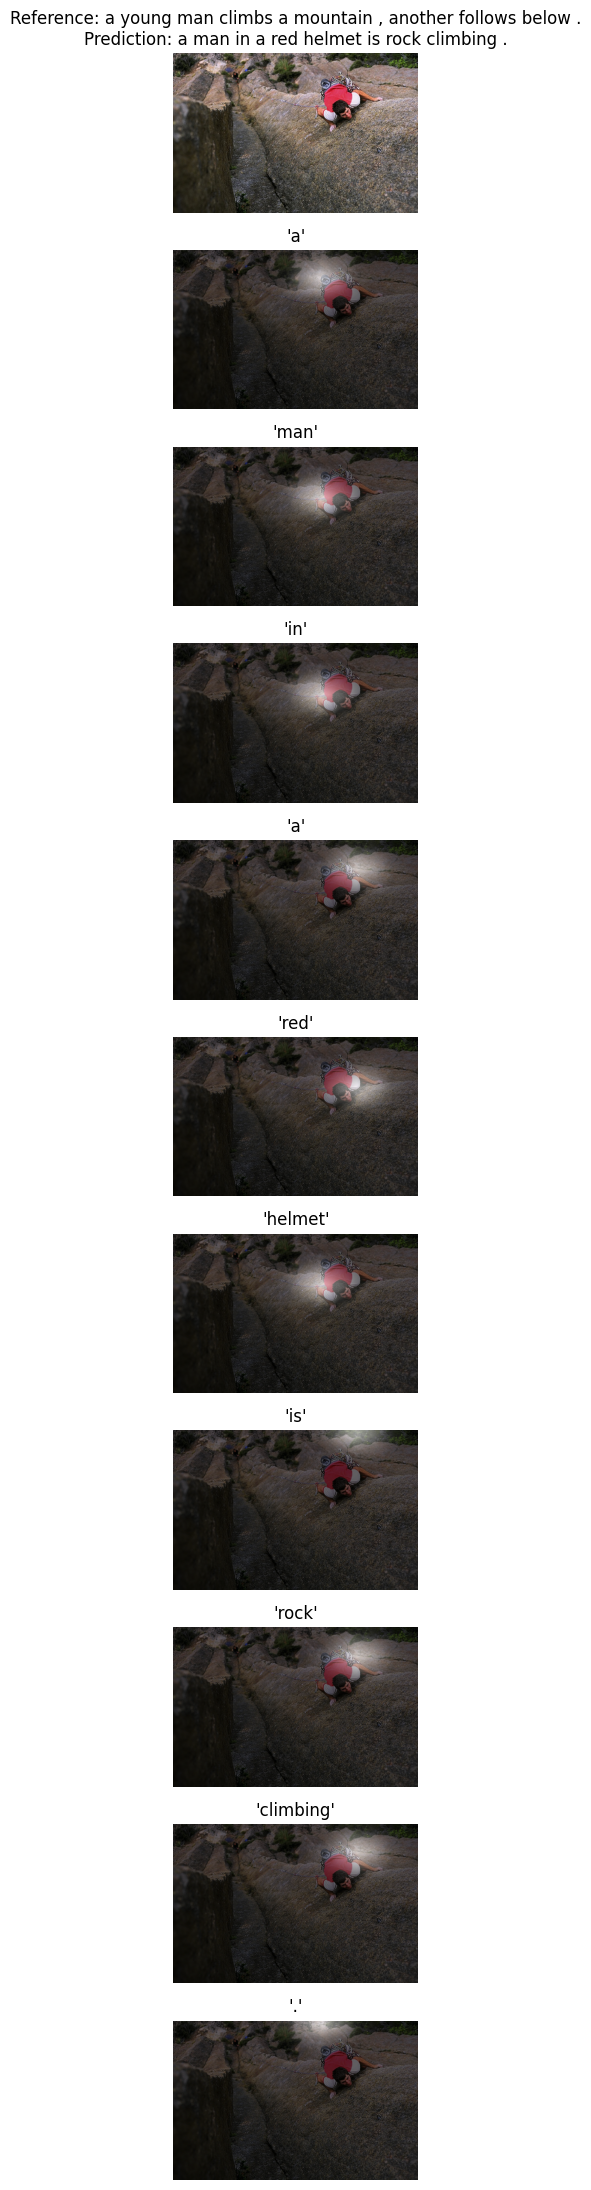 Reference: a young man climbs a mountain , another follows below .
Prediction: a man in a red helmet is rock climbing .
'a'
'man'
'in'
'a'
'red'
'helmet'
'is'
'rock'
'climbing'
'.'